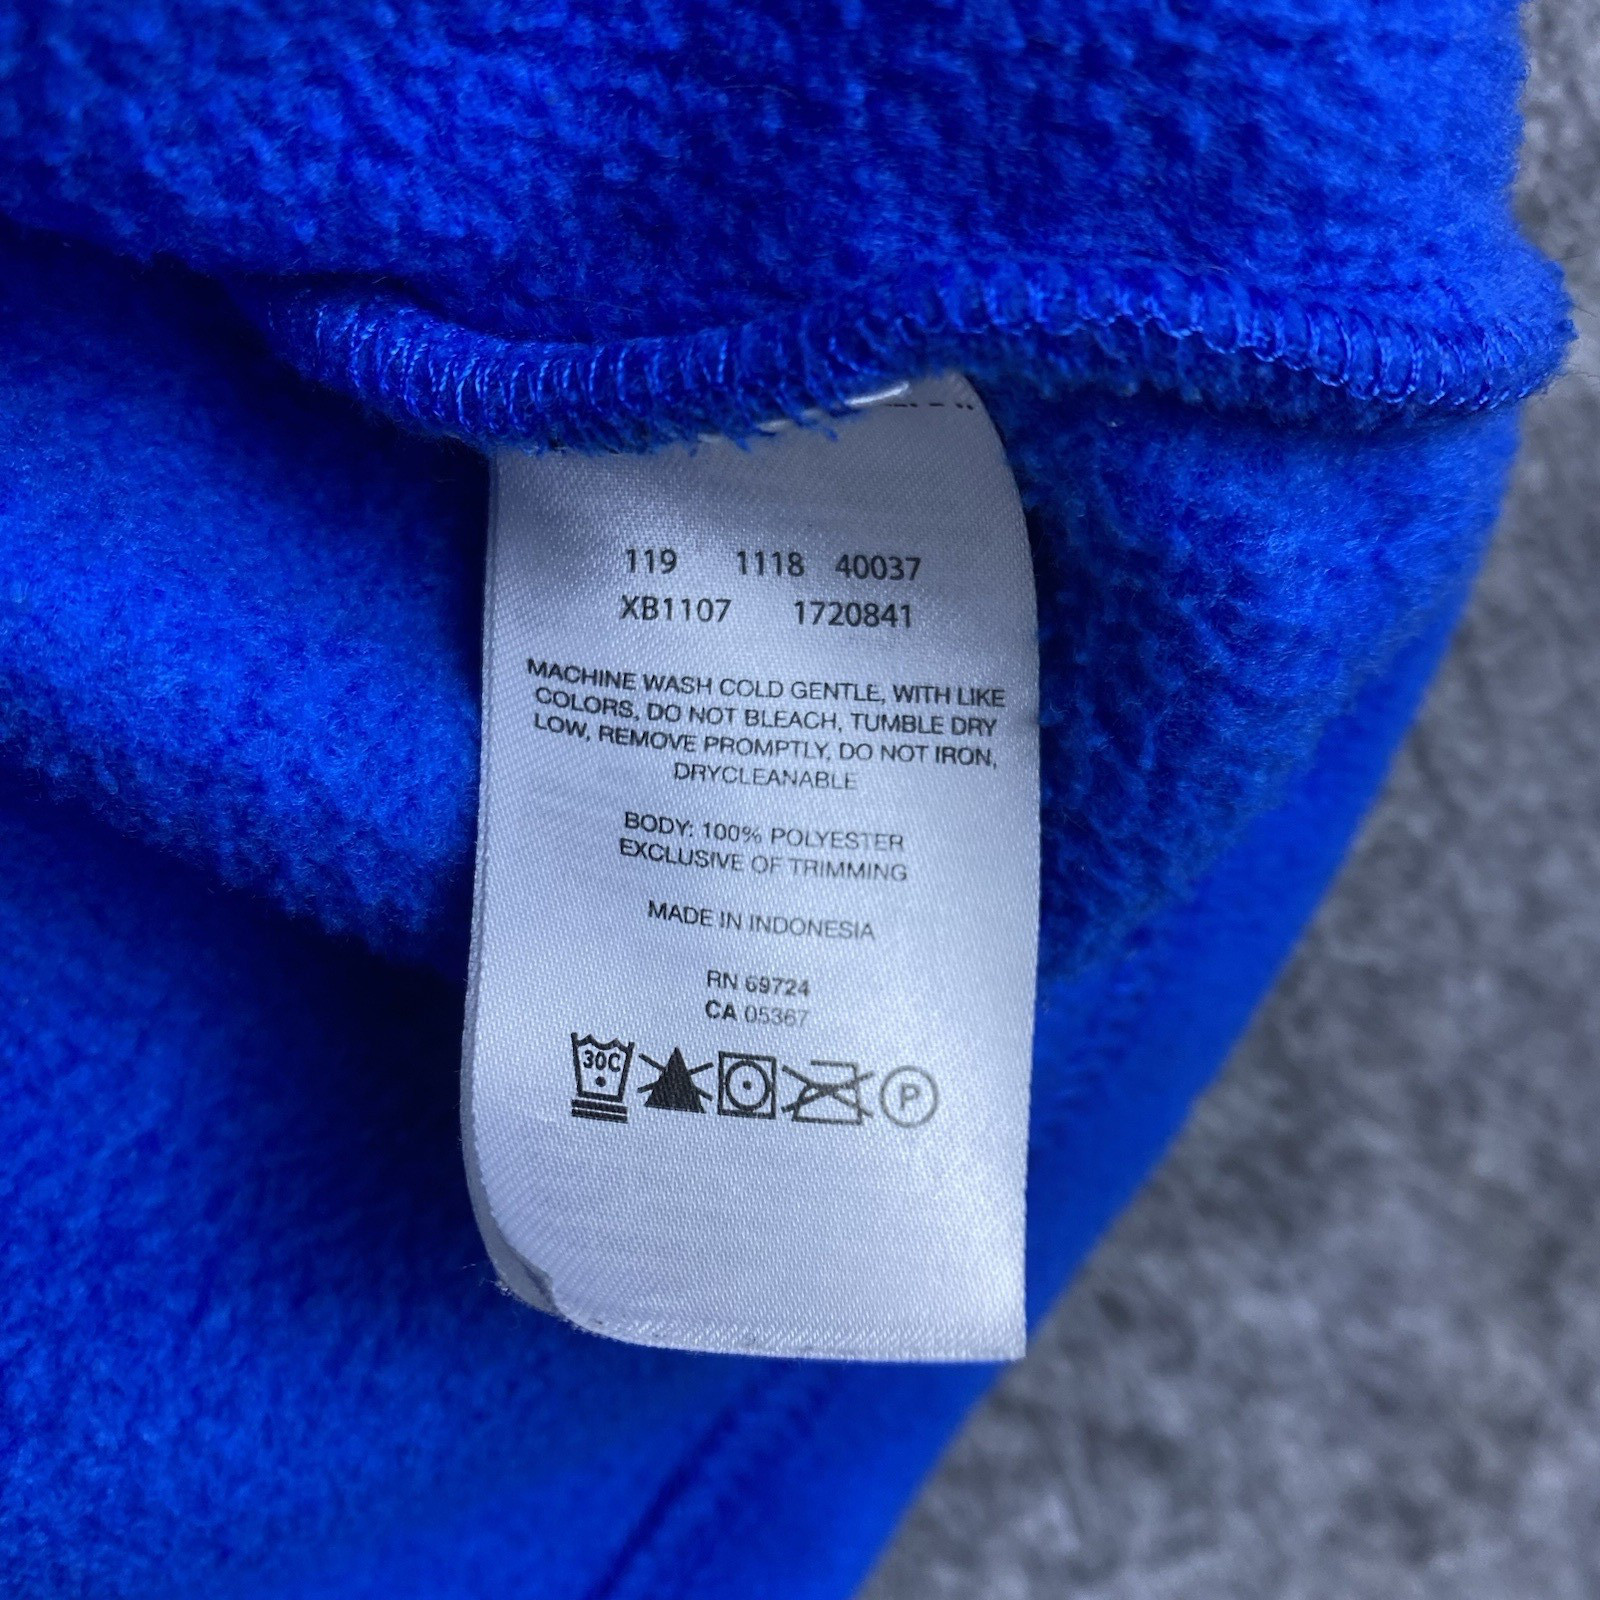 119 1118 40037
XB1107 1720841
MACHINE WASH COLD GENTLE, WITH LIKE
COLORS, DO NOT BLEACH, TUMBLE DRY
LOW, REMOVE PROMPTLY, DO NOT IRON,
DRYCLEANABLE
BODY: 100% POLYESTER
EXCLUSIVE OF TRIMMING
MADE IN INDONESIA
RN 69724
CA 05367
30C P